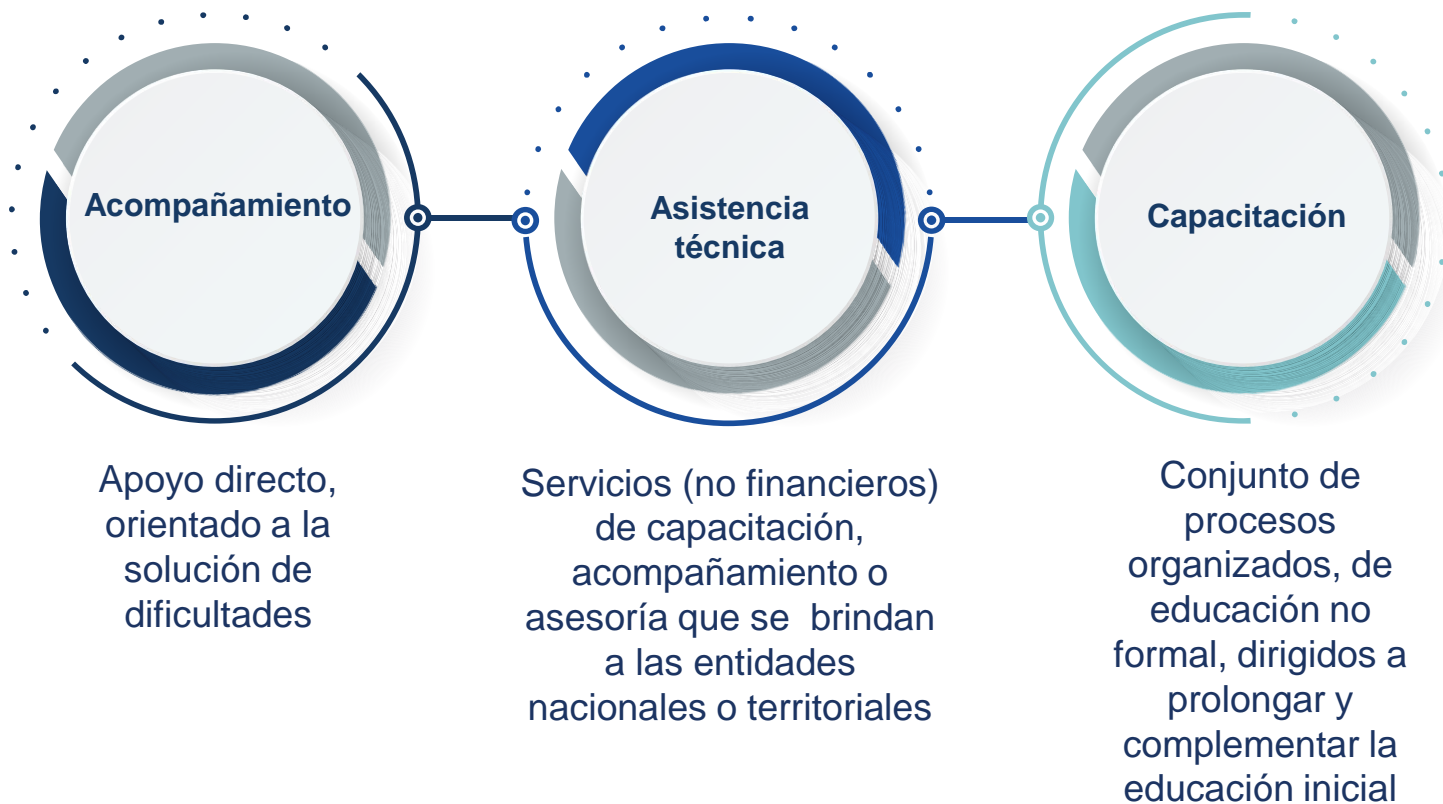 Acompañamiento
Apoyo directo,
orientado a la
solución de
dificultades
Asistencia
técnica
Servicios (no financieros)
de capacitación,
acompañamiento o
asesoría que se  brindan
a las entidades
nacionales o territoriales
Capacitación
Conjunto de
procesos
organizados, de
educación no
formal, dirigidos a
prolongar y
complementar la
educación inicial